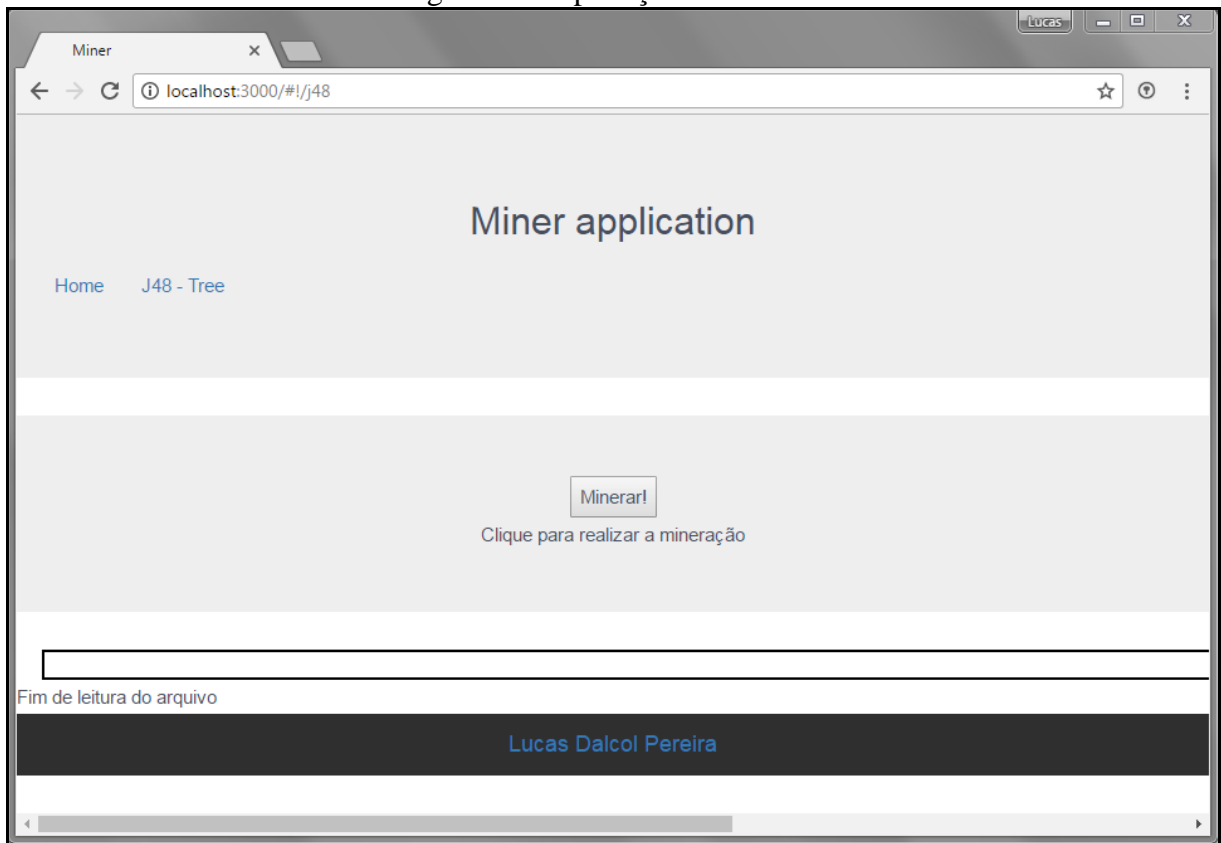 Lucas
Miner
localhost:3000/#!/j48
Miner application
Home J48 - Tree
Minerar!
Clique para realizar a mineração
Fim de leitura do arquivo
Lucas Dalcol Pereira